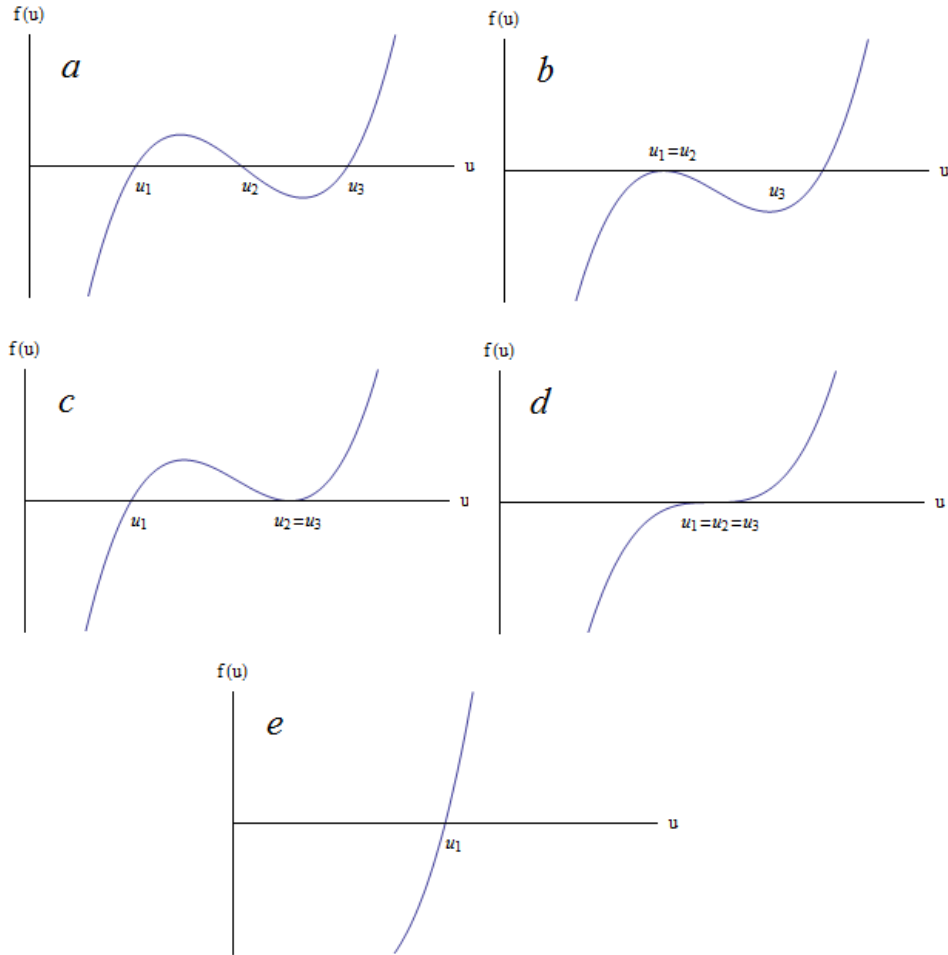 f(u)
a
u
u₁
u₂
u₃
f(u)
b
u₁=u₂
u
u₃
f(u)
c
u
u₁
u₂=u₃
f(u)
d
u
u₁=u₂=u₃
f(u)
e
u
u₁